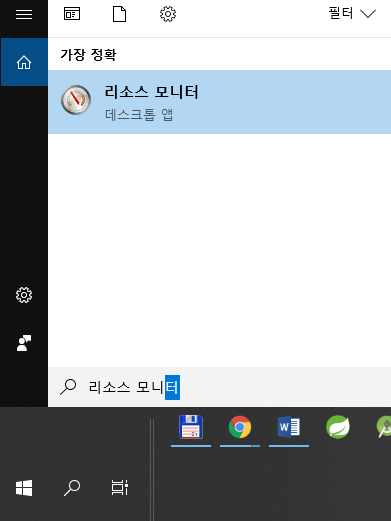 필터
가장 정확
리소스 모니터
데스크톱 앱
리소스 모니터